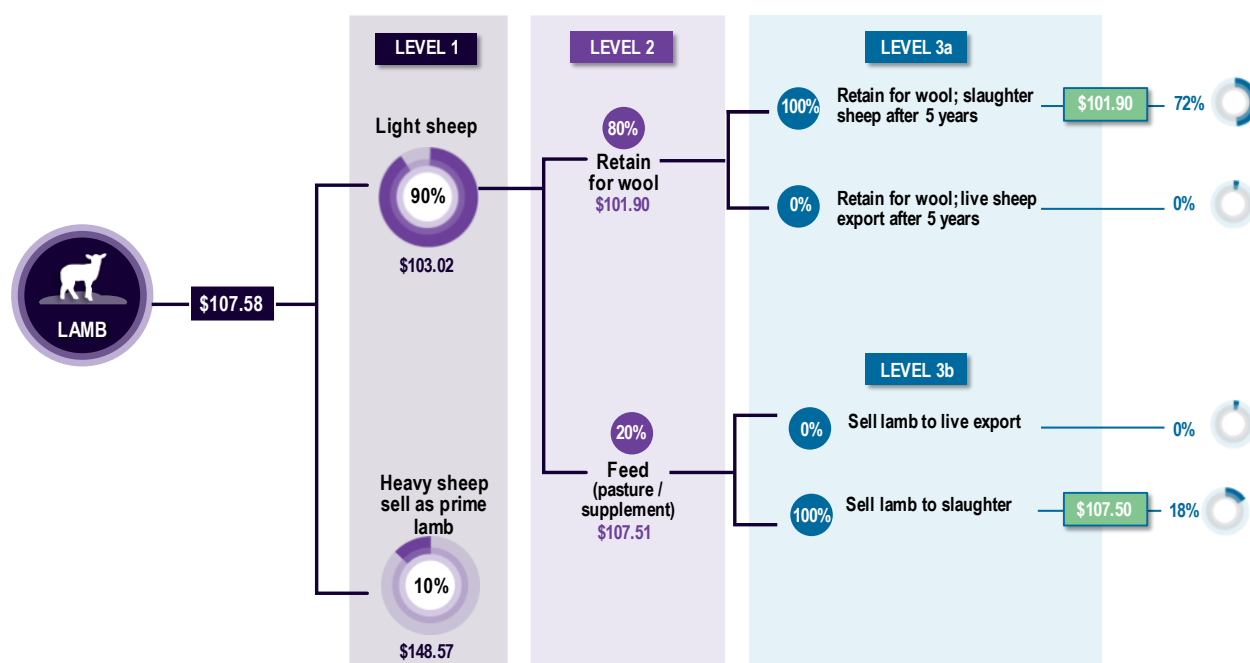 LEVEL 1
LEVEL 2
LEVEL 3a
Light sheep
90%
$103.02
80%
Retain
for wool
$101.90
100%
Retain for wool; slaughter
sheep after 5 years
$101.90
72%
0%
Retain for wool; live sheep
export after 5 years
0%
LAMB
$107.58
LEVEL 3b
20%
Feed
(pasture /
supplement)
$107.51
0%
Sell lamb to live export
0%
100%
Sell lamb to slaughter
$107.50
18%
Heavy sheep
sell as prime
lamb
10%
$148.57